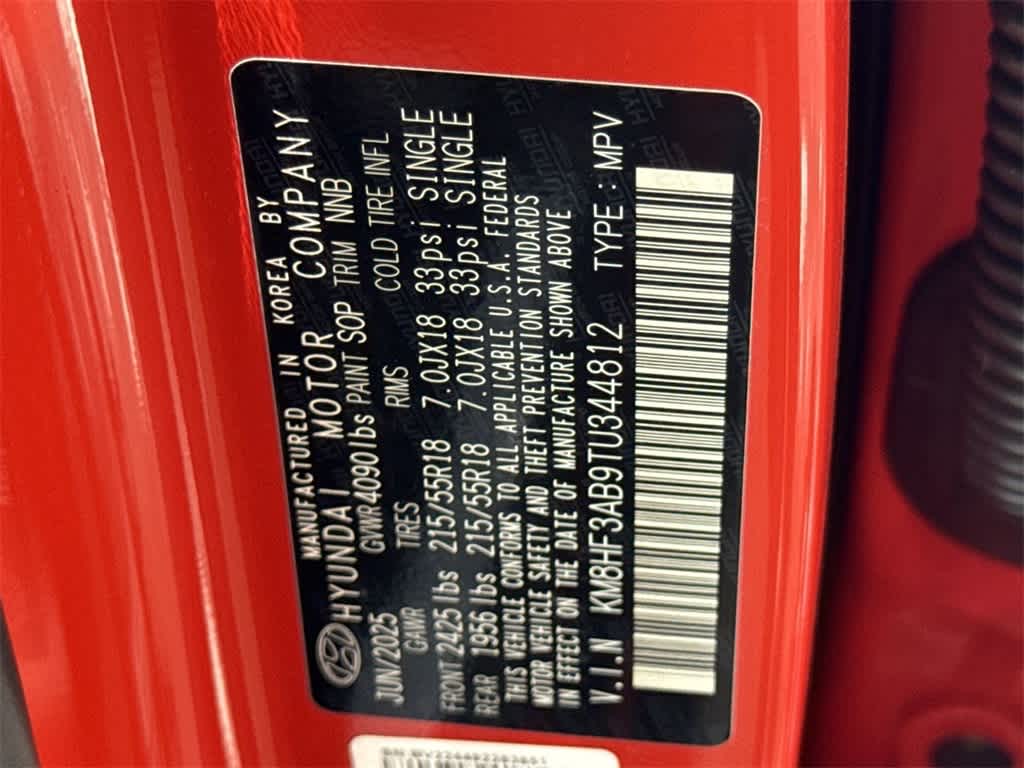 MANUFACTURED IN KOREA BY
HYUNDAI MOTOR COMPANY
JUN/2025 GVWR 4090lbs PAINT SOP TRIM NNB
GAWR TIRES RIMS COLD TIRE INFL
FRONT 2425 lbs 215/55R18 7.0JX18 33psi SINGLE
REAR 1956 lbs 215/55R18 7.0JX18 33psi SINGLE
THIS VEHICLE CONFORMS TO ALL APPLICABLE U.S.A. FEDERAL
MOTOR VEHICLE SAFETY AND THEFT PREVENTION STANDARDS
IN EFFECT ON THE DATE OF MANUFACTURE SHOWN ABOVE
V.I.N KM8HF3AB9TU344812 TYPE : MPV